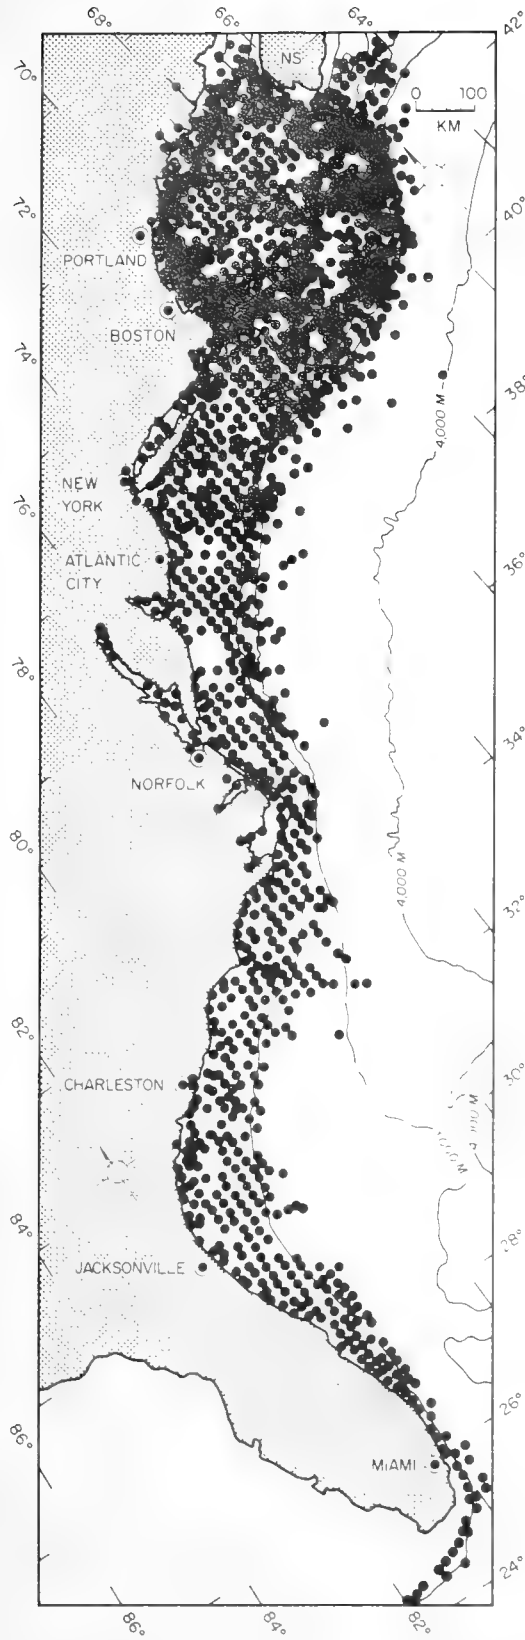 68°
66°
64°
42°
70°
NS
0 100
KM
72°
40°
PORTLAND
BOSTON
74°
38°
4,000 M
NEW
YORK
76°
ATLANTIC
CITY
36°
78°
34°
NORFOLK
80°
4,000 M
32°
82°
30°
CHARLESTON
84°
28°
JACKSONVILLE
26°
86°
MIAMI
24°
86°
84°
82°